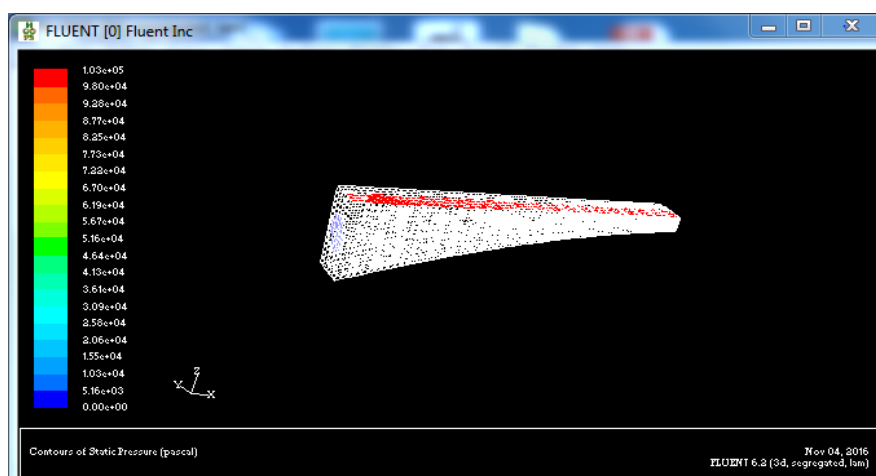 FLUENT [0] Fluent Inc
1.03e+05
9.80e+04
9.28e+04
8.77e+04
8.25e+04
7.73e+04
7.22e+04
6.70e+04
6.19e+04
5.67e+04
5.16e+04
4.64e+04
4.13e+04
3.61e+04
3.09e+04
2.58e+04
2.06e+04
1.55e+04
1.03e+04
5.16e+03
0.00e+00
Z
Y
X
Contours of Static Pressure (pascal)
Nov 04, 2016
FLUENT 6.2 (3d, segregated, lam)